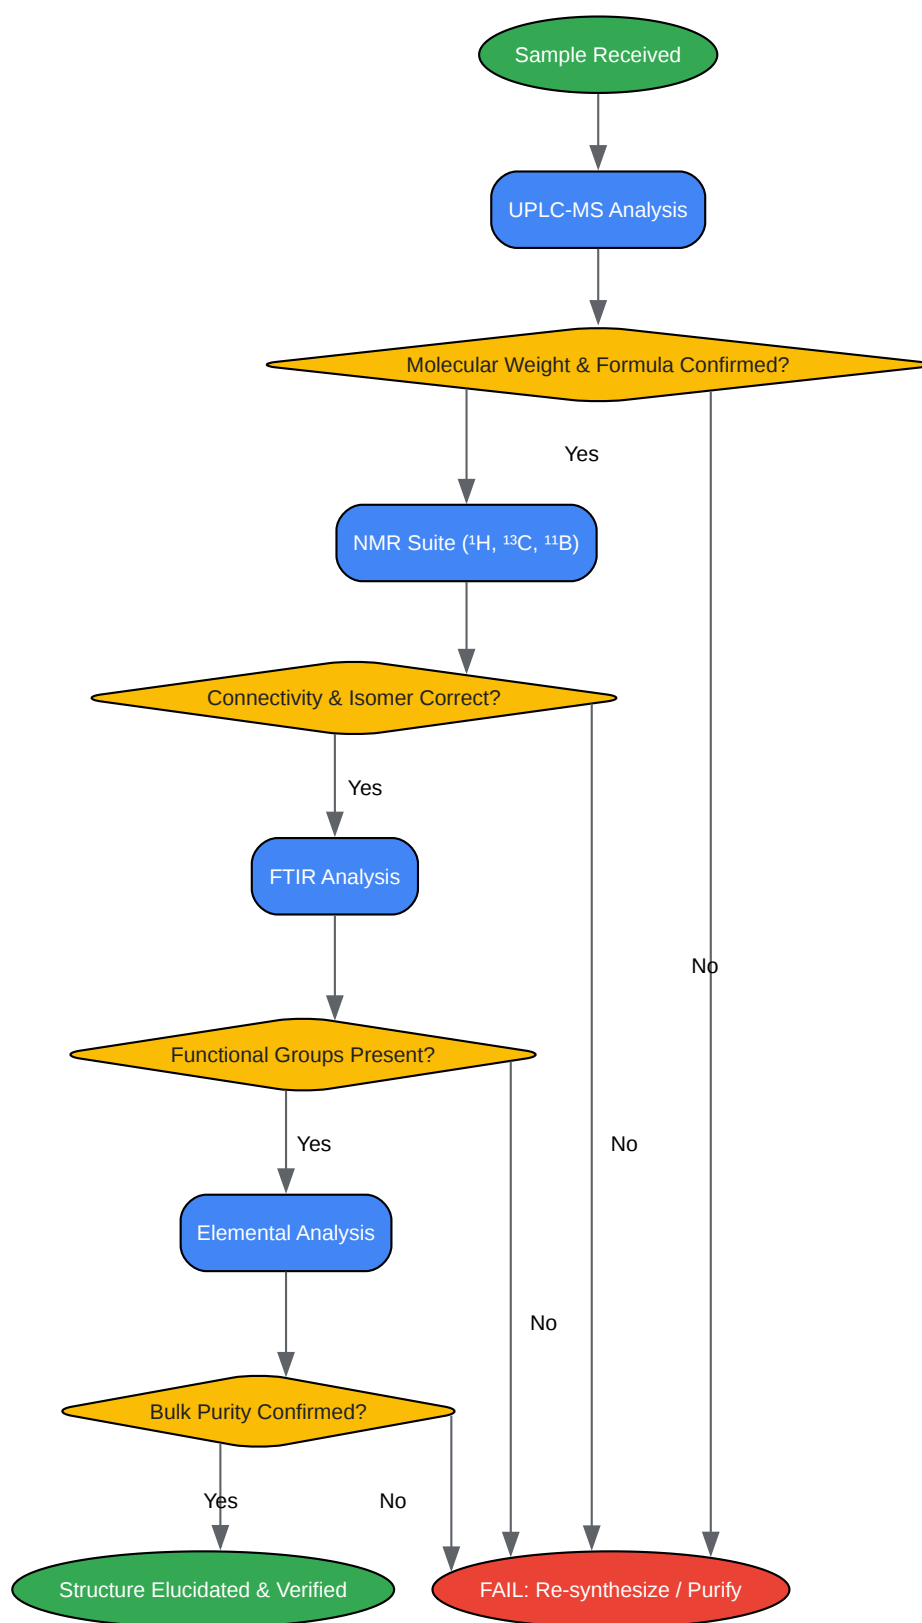 Sample Received
UPLC-MS Analysis
Molecular Weight & Formula Confirmed?
Yes
NMR Suite (¹H, ¹³C, ¹¹B)
Connectivity & Isomer Correct?
Yes
FTIR Analysis
No
Functional Groups Present?
Yes
No
Elemental Analysis
No
Bulk Purity Confirmed?
Yes
No
Structure Elucidated & Verified
FAIL: Re-synthesize / Purify